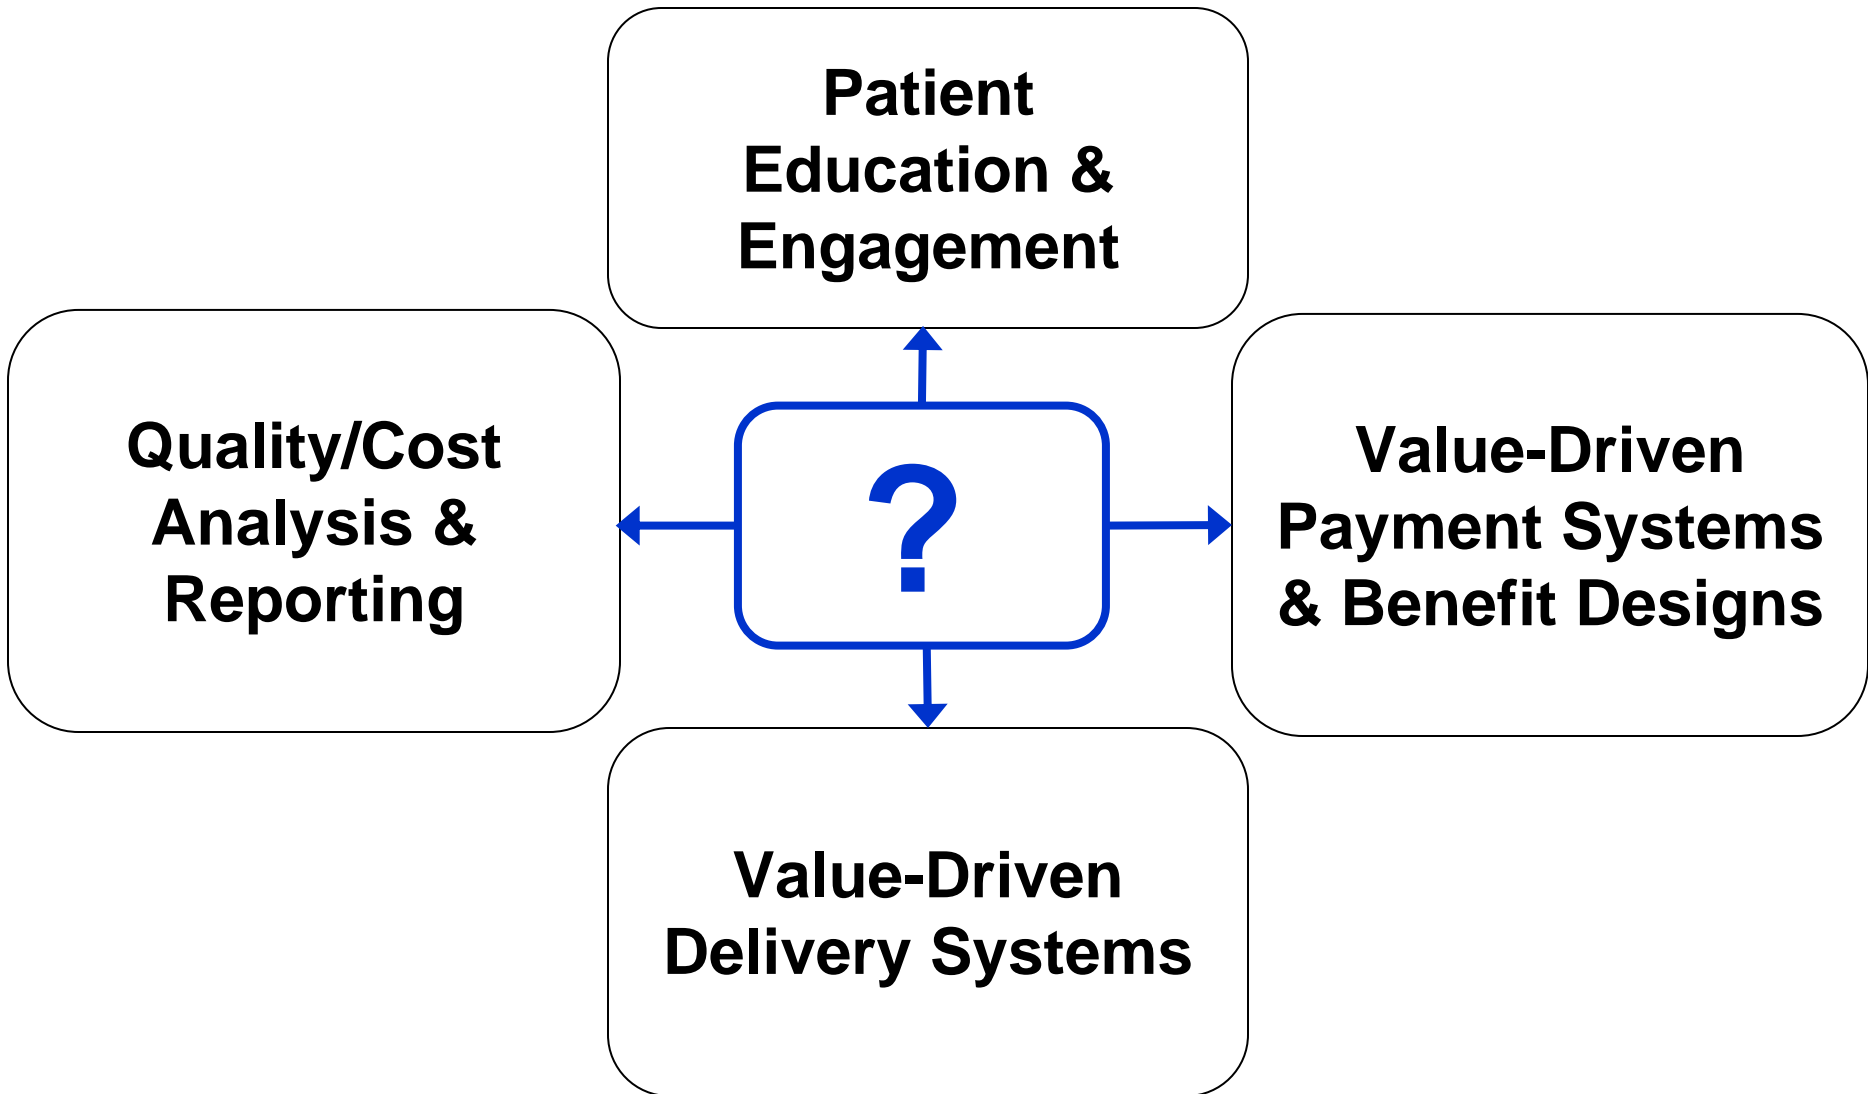 Patient
Education &
Engagement
Quality/Cost
Analysis &
Reporting
?
Value-Driven
Payment Systems
& Benefit Designs
Value-Driven
Delivery Systems